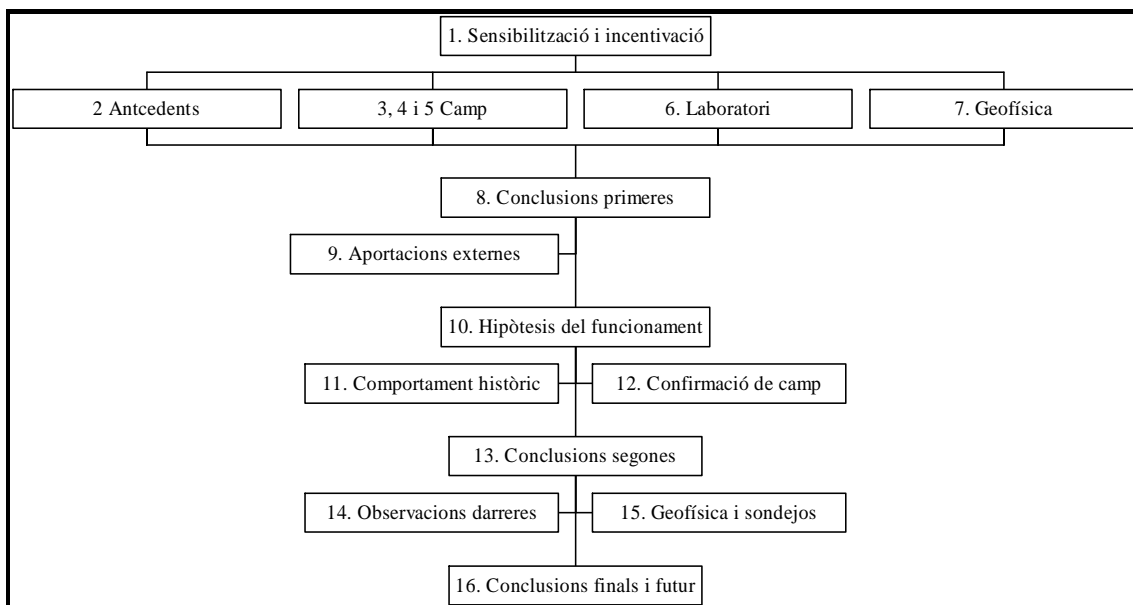 1. Sensibilització i incentivació
2 Antcedents
3, 4 i 5 Camp
6. Laboratori
7. Geofísica
8. Conclusions primeres
9. Aportacions externes
10. Hipòtesis del funcionament
11. Comportament històric
12. Confirmació de camp
13. Conclusions segones
14. Observacions darreres
15. Geofísica i sondejos
16. Conclusions finals i futur